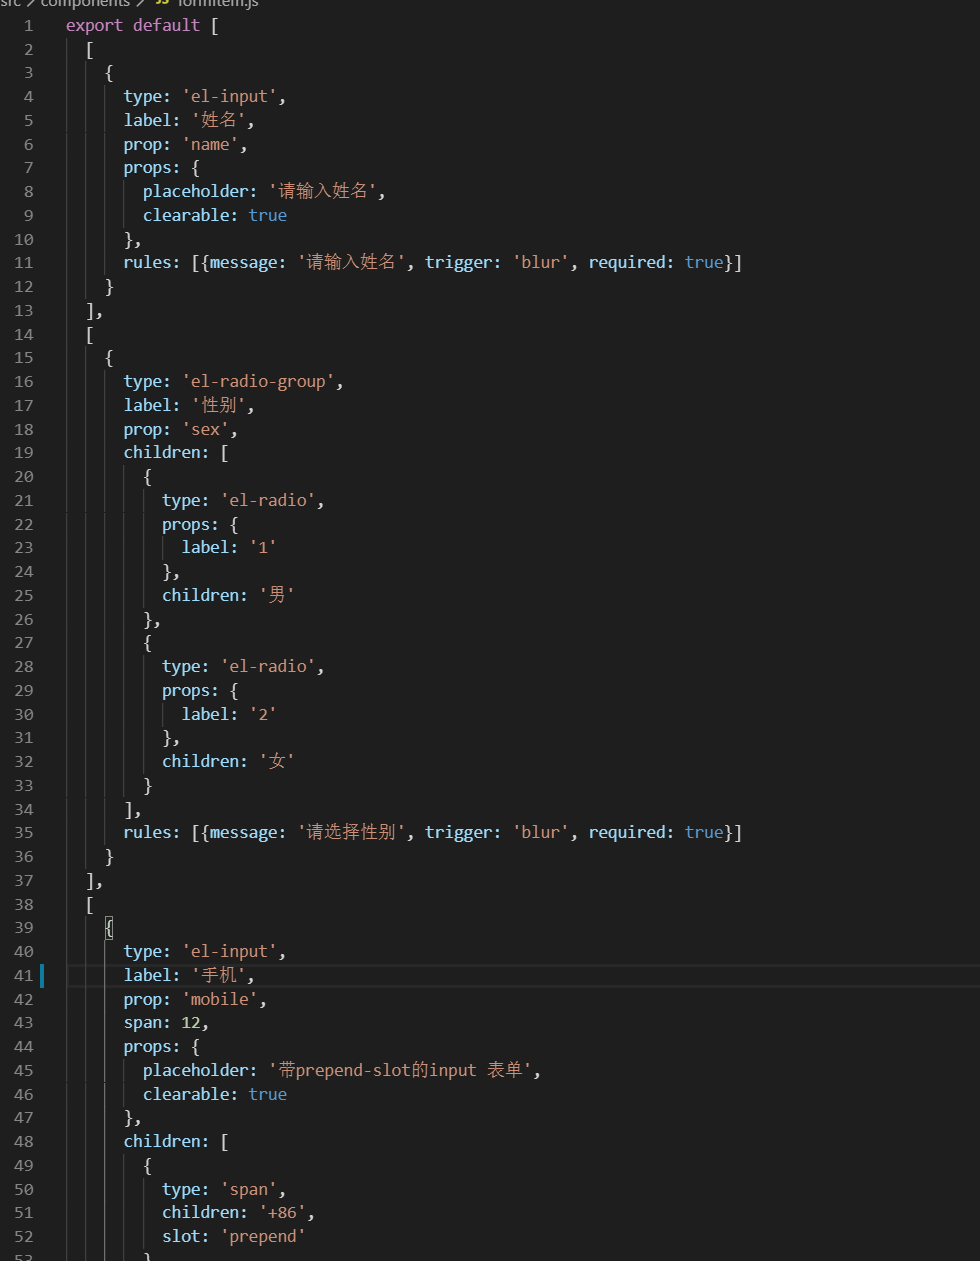 src / components / JS formItem.js
1 export default [
2 [
3 {
4 type: 'el-input',
5 label: '姓名',
6 prop: 'name',
7 props: {
8 placeholder: '请输入姓名',
9 clearable: true
10 },
11 rules: [{message: '请输入姓名', trigger: 'blur', required: true}]
12 }
13 ],
14 [
15 {
16 type: 'el-radio-group',
17 label: '性别',
18 prop: 'sex',
19 children: [
20 {
21 type: 'el-radio',
22 props: {
23 label: '1'
24 },
25 children: '男'
26 },
27 {
28 type: 'el-radio',
29 props: {
30 label: '2'
31 },
32 children: '女'
33 }
34 ],
35 rules: [{message: '请选择性别', trigger: 'blur', required: true}]
36 }
37 ],
38 [
39 {
40 type: 'el-input',
41 label: '手机',
42 prop: 'mobile',
43 span: 12,
44 props: {
45 placeholder: '带prepend-slot的input 表单',
46 clearable: true
47 },
48 children: [
49 {
50 type: 'span',
51 children: '+86',
52 slot: 'prepend'
53 }